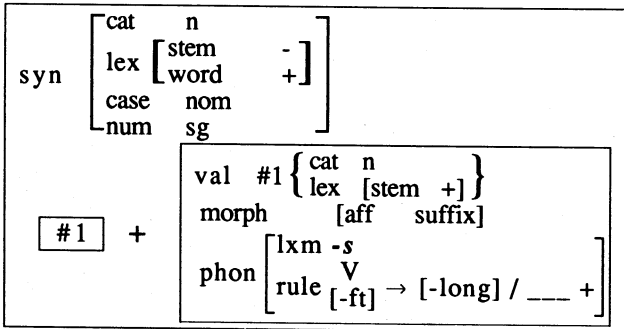 cat n
lex [stem -
word +]
syn
case nom
num sg
val #1 { cat n
lex [stem +] }
morph [aff suffix]
#1 +
lxm -s
phon
rule V → [-long] / ___ +
[-ft]